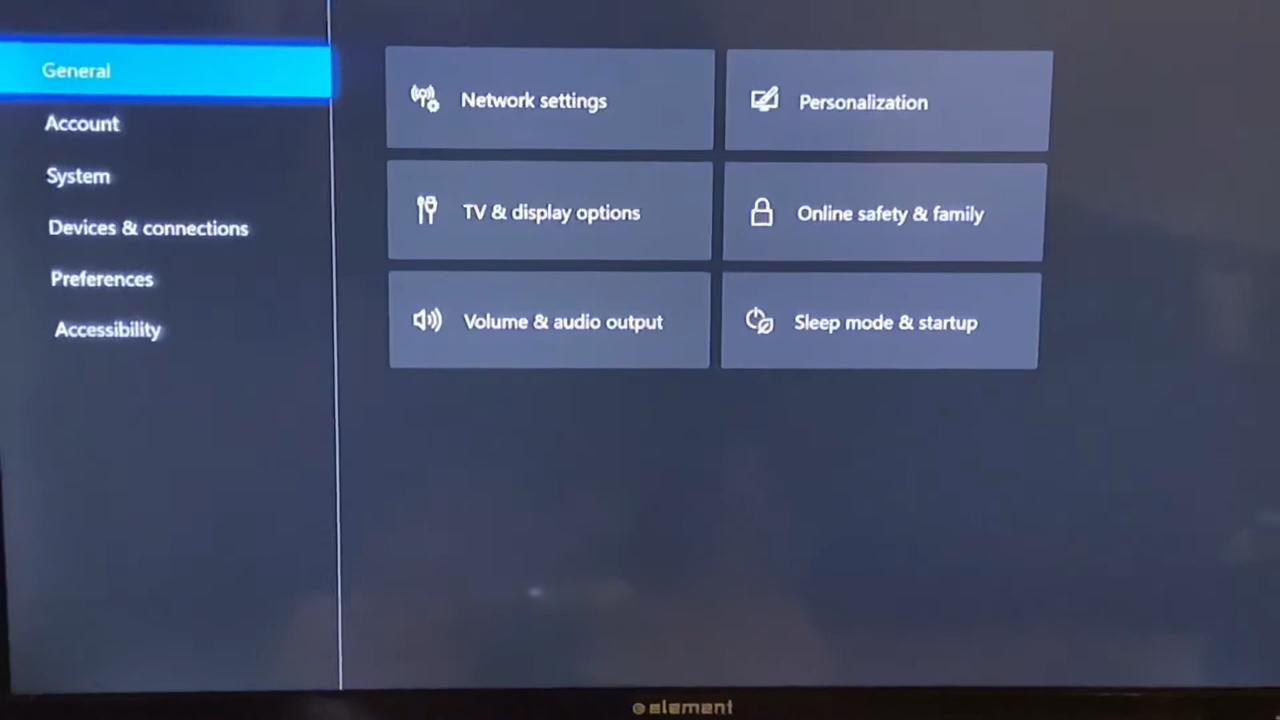 General
Account
System
Devices & connections
Preferences
Accessibility
Network settings
Personalization
TV & display options
Online safety & family
Volume & audio output
Sleep mode & startup
element